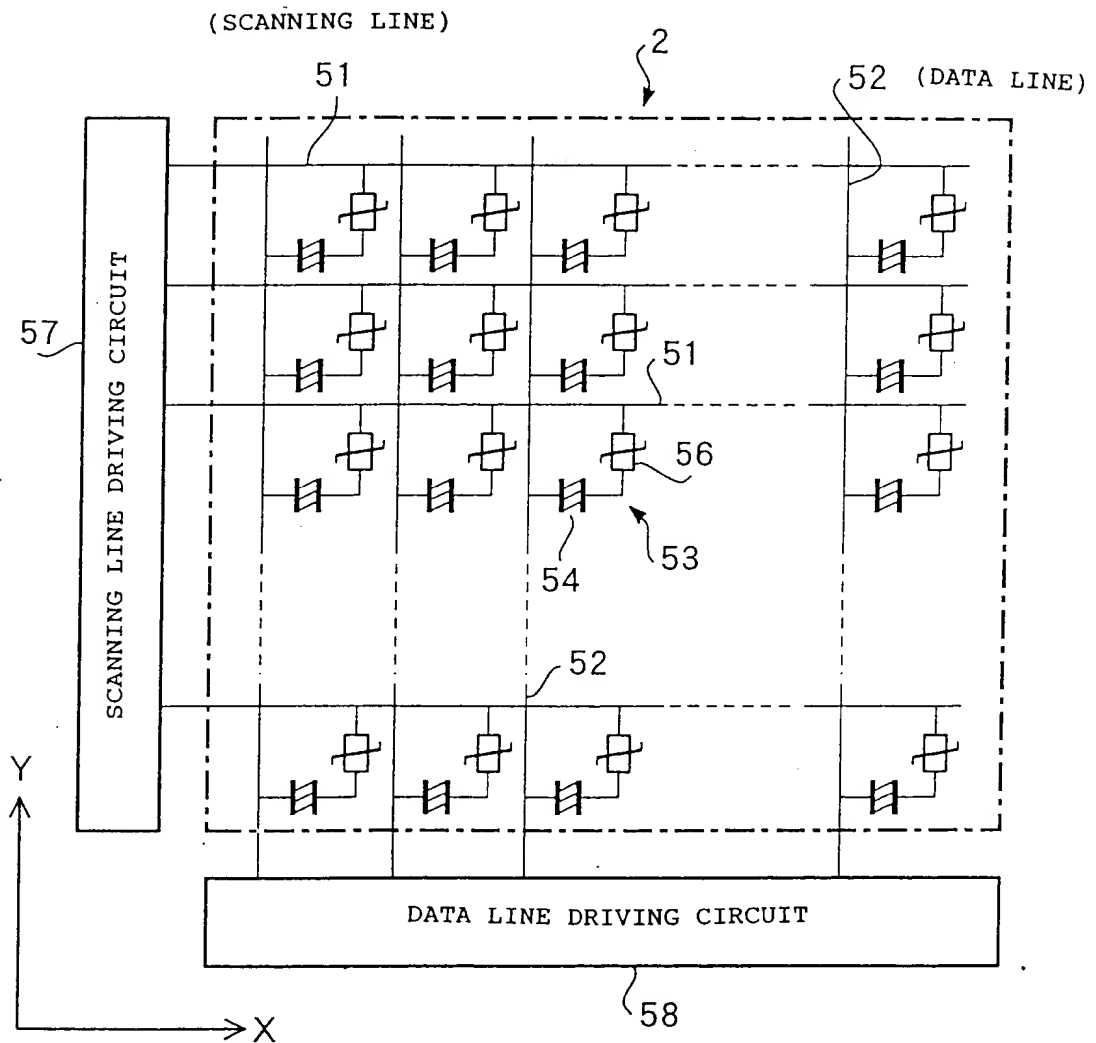 (SCANNING LINE)
2
51
52 (DATA LINE)
57
SCANNING LINE DRIVING CIRCUIT
51
56
54
53
52
Y
DATA LINE DRIVING CIRCUIT
X
58